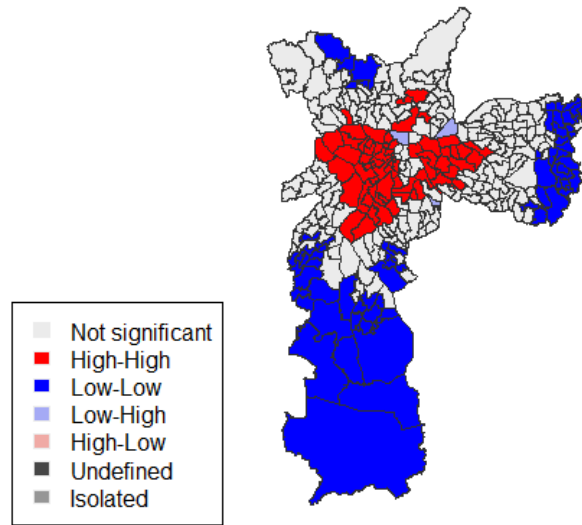 Not significant
High-High
Low-Low
Low-High
High-Low
Undefined
Isolated